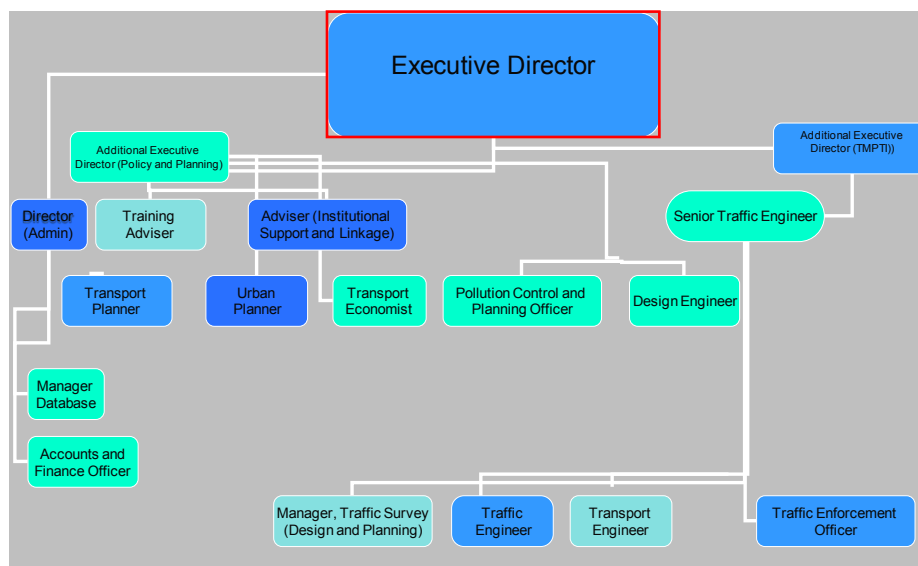 Executive Director
Additional Executive
Director (Policy and Planning)
Additional Executive
Director (TMPTI))
Director
(Admin)
Training
Adviser
Adviser (Institutional
Support and Linkage)
Senior Traffic Engineer
Transport
Planner
Urban
Planner
Transport
Economist
Pollution Control and
Planning Officer
Design Engineer
Manager
Database
Accounts and
Finance Officer
Manager, Traffic Survey
(Design and Planning)
Traffic
Engineer
Transport
Engineer
Traffic Enforcement
Officer